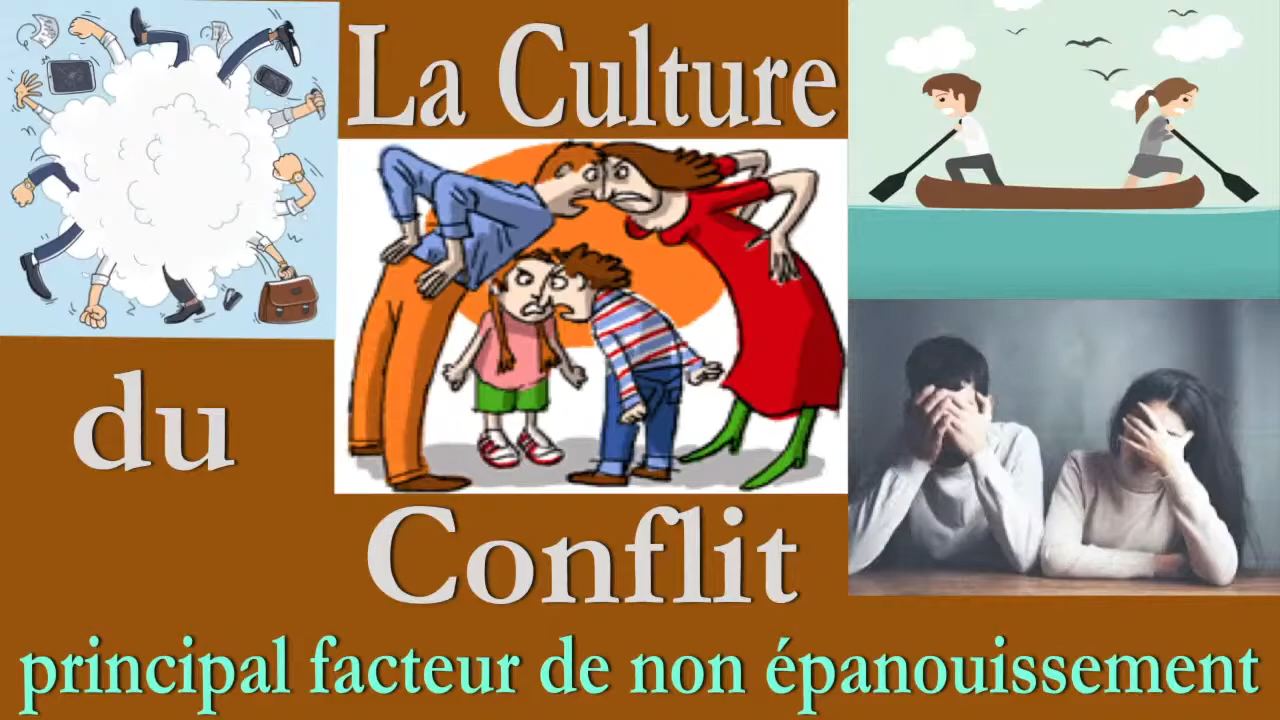 La Culture
du
Conflit
principal facteur de non épanouissement